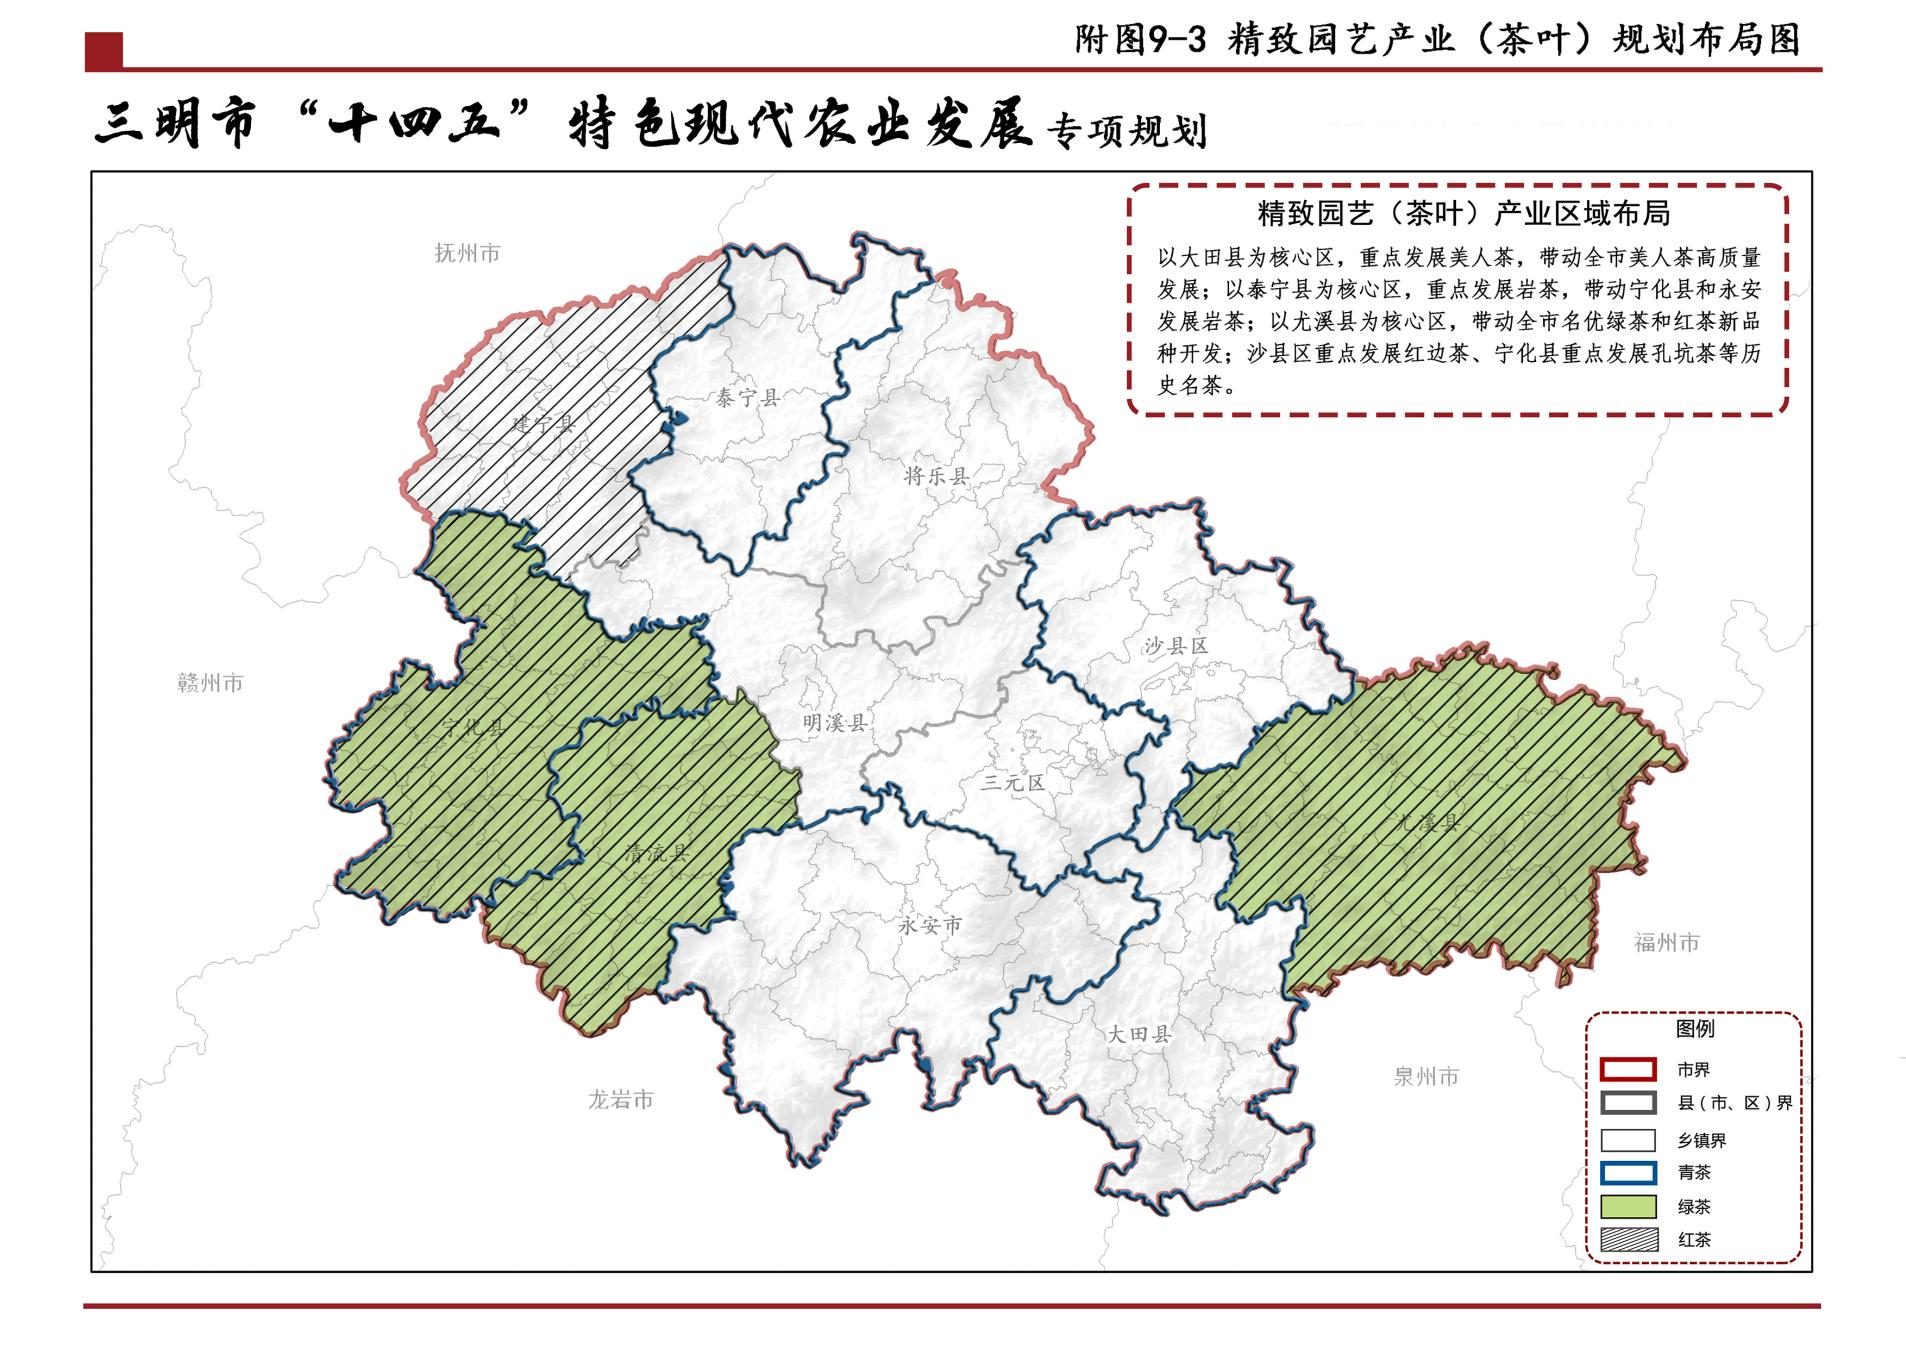 附图9-3 精致园艺产业（茶叶）规划布局图
三明市“十四五”特色现代农业发展专项规划
精致园艺（茶叶）产业区域布局
以大田县为核心区，重点发展美人茶，带动全市美人茶高质量
发展；以泰宁县为核心区，重点发展岩茶，带动宁化县和永安
发展岩茶；以尤溪县为核心区，带动全市名优绿茶和红茶新品
种开发；沙县区重点发展红边茶、宁化县重点发展孔坑茶等历
史名茶。
抚州市
泰宁县
建宁县
将乐县
沙县区
赣州市
明溪县
宁化县
三元区
尤溪县
清流县
永安市
福州市
大田县
泉州市
龙岩市
图例
市界
县（市、区）界
乡镇界
青茶
绿茶
红茶